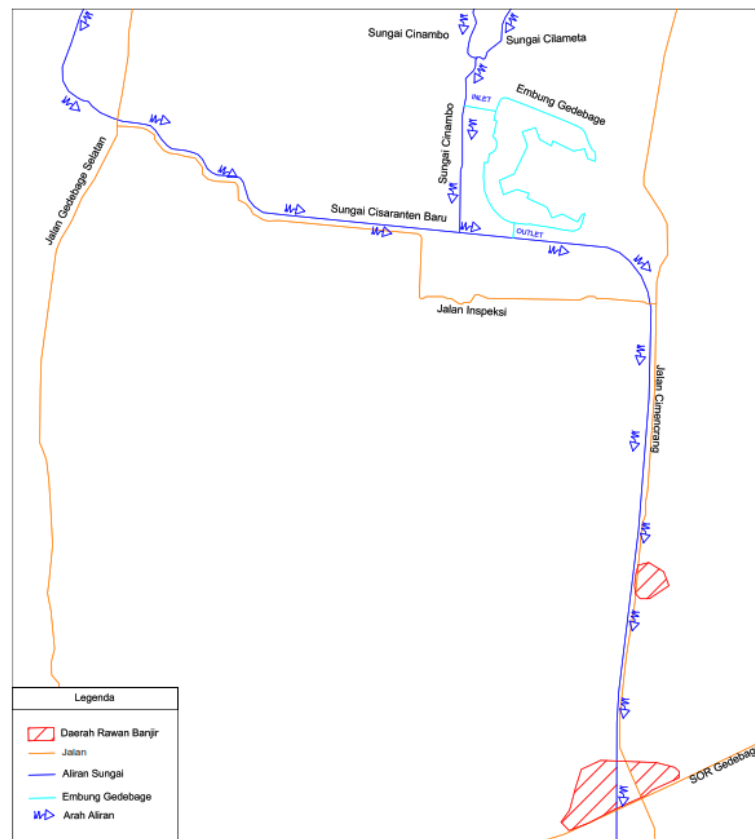 Sungai Cinambo
Sungai Cilameta
INLET
Embung Gedebage
Sungai Cinambo
Jalan Gedebage Selatan
Sungai Cisaranten Baru
OUTLET
Jalan Inspeksi
Jalan Cimencrang
SOR Gedebag
Legenda
Daerah Rawan Banjir
Jalan
Aliran Sungai
Embung Gedebage
Arah Aliran